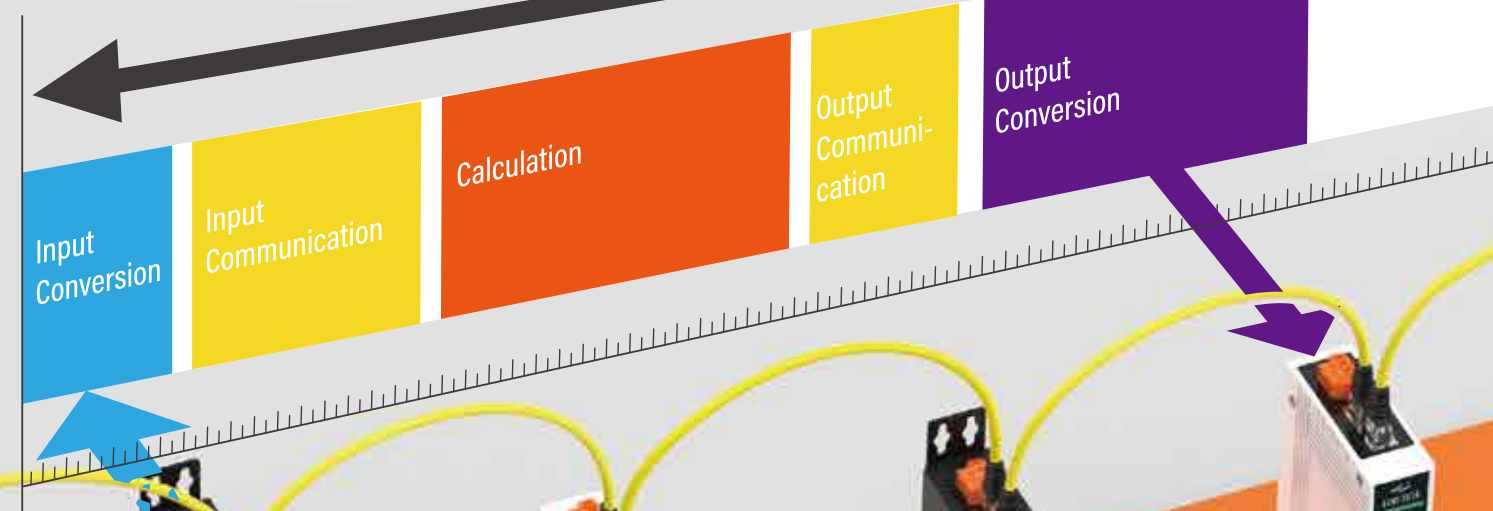 Input
Conversion
Input
Communication
Calculation
Output
Communi-
cation
Output
Conversion